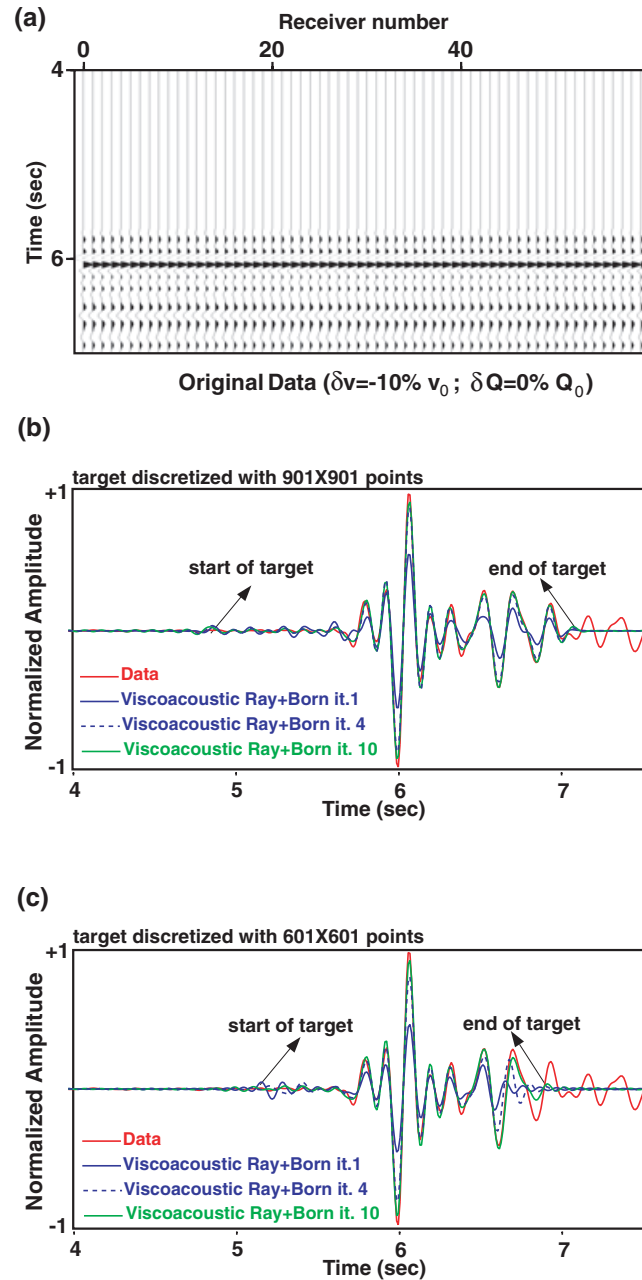 (a)
Receiver number
0 20 40
4
6
Time (sec)
Original Data (δv=-10% v₀ ; δQ=0% Q₀)
(b)
target discretized with 901X901 points
+1
-1
Normalized Amplitude
start of target
end of target
Data
Viscoacoustic Ray+Born it.1
Viscoacoustic Ray+Born it. 4
Viscoacoustic Ray+Born it. 10
4 5 6 7
Time (sec)
(c)
target discretized with 601X601 points
+1
-1
Normalized Amplitude
start of target
end of target
Data
Viscoacoustic Ray+Born it.1
Viscoacoustic Ray+Born it. 4
Viscoacoustic Ray+Born it. 10
4 5 6 7
Time (sec)